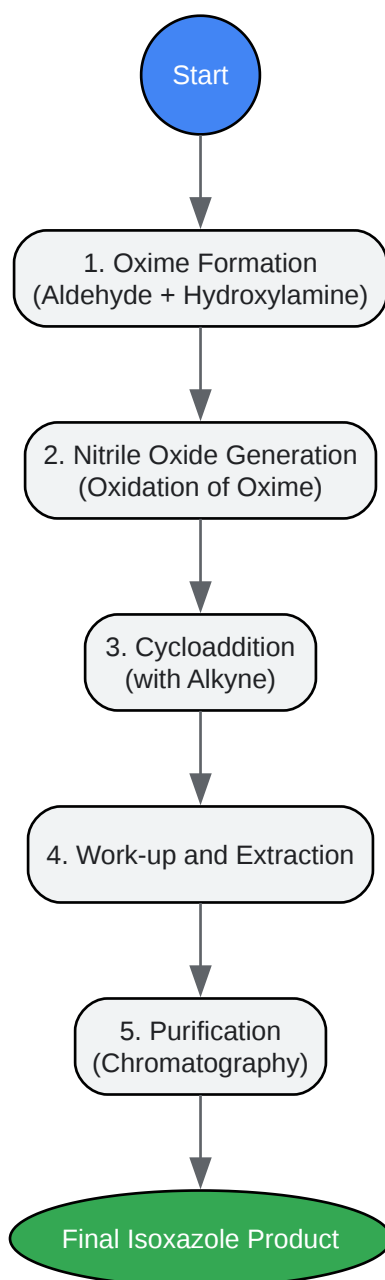 Start
1. Oxime Formation
(Aldehyde + Hydroxylamine)
2. Nitrile Oxide Generation
(Oxidation of Oxime)
3. Cycloaddition
(with Alkyne)
4. Work-up and Extraction
5. Purification
(Chromatography)
Final Isoxazole Product